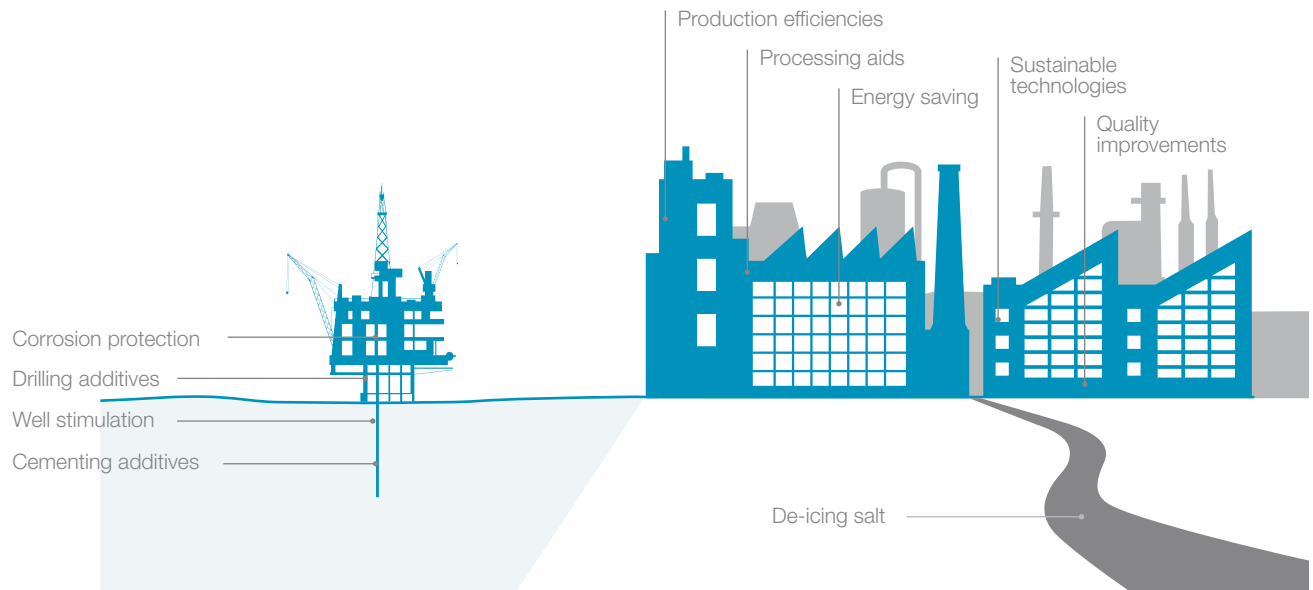 Production efficiencies
Processing aids
Energy saving
Sustainable
technologies
Quality
improvements
Corrosion protection
Drilling additives
Well stimulation
Cementing additives
De-icing salt